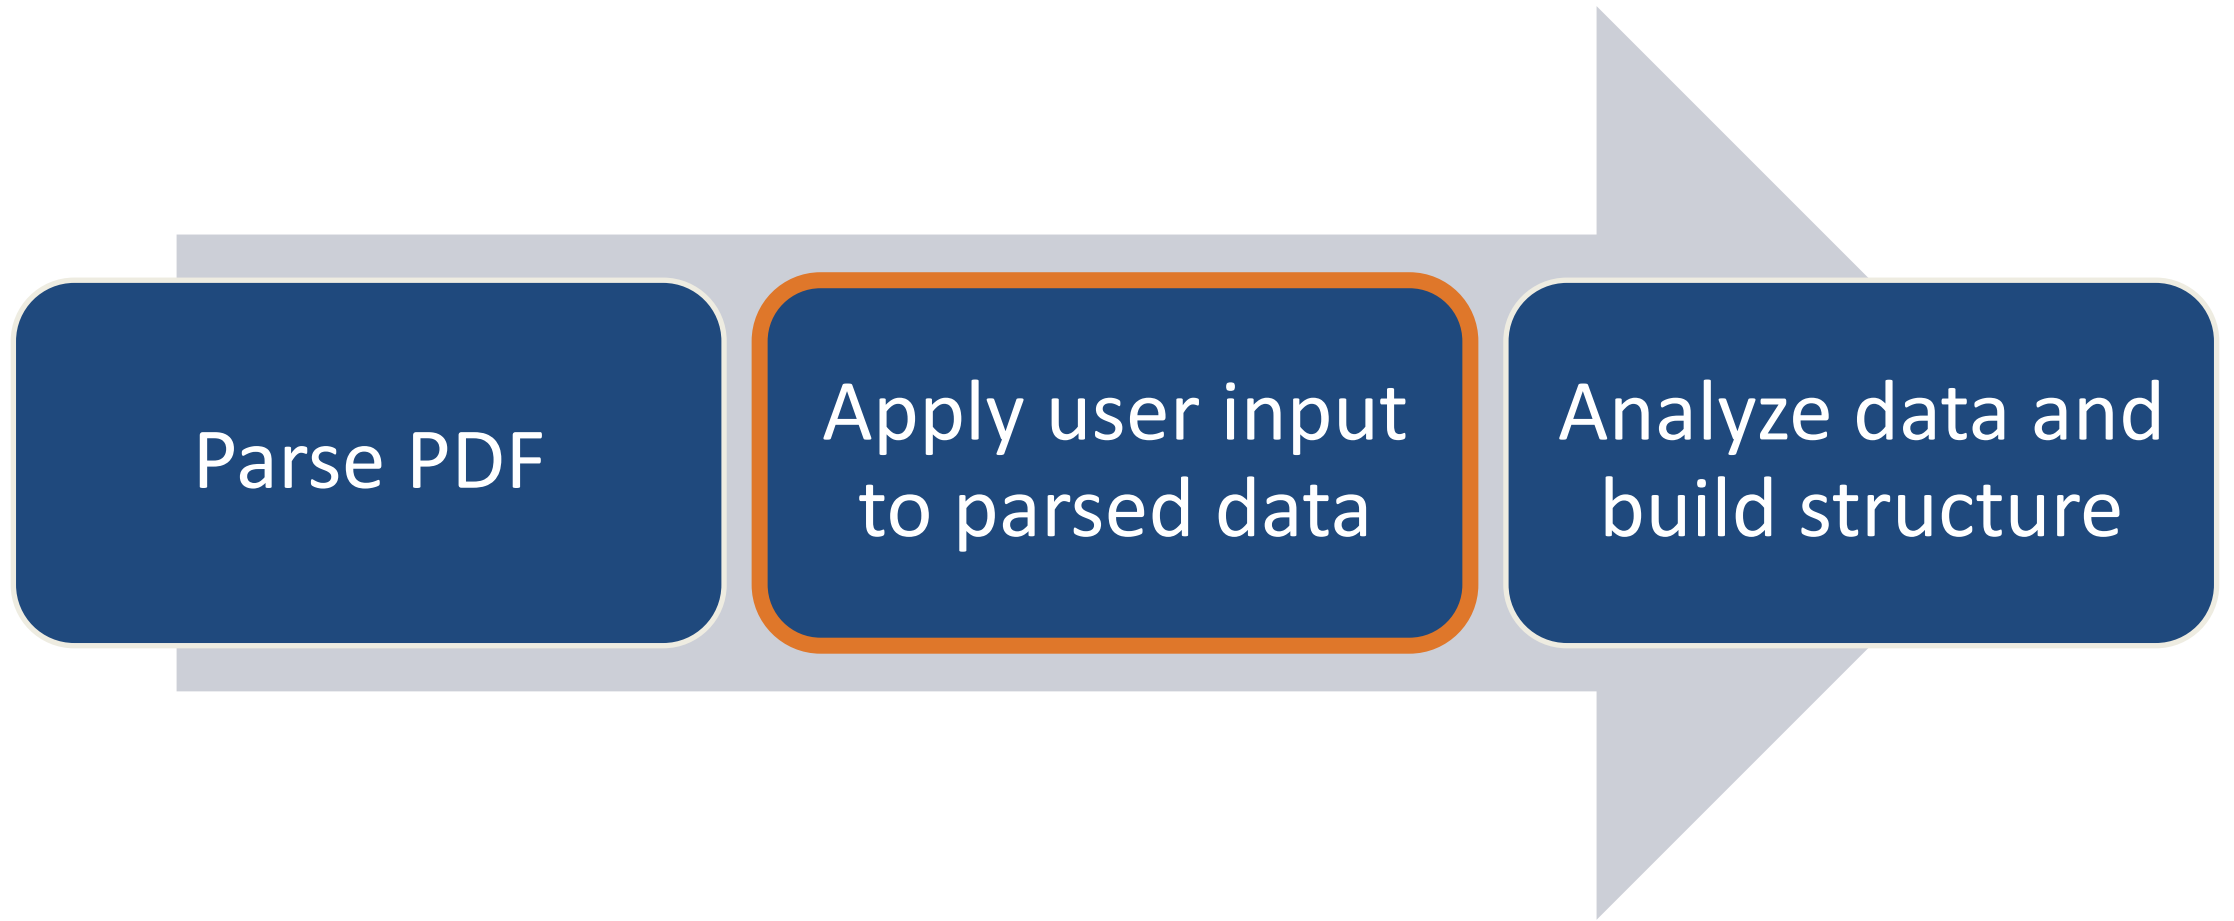 Parse PDF
Apply user input
to parsed data
Analyze data and
build structure